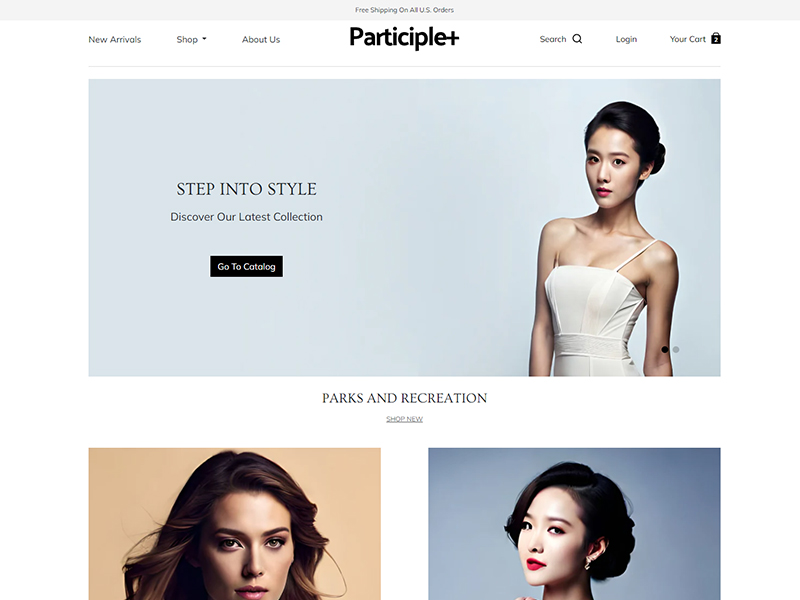 Free Shipping On All U.S. Orders
New Arrivals
Shop
About Us
Participle+
Search
Login
Your Cart
2
STEP INTO STYLE
Discover Our Latest Collection
Go To Catalog
PARKS AND RECREATION
SHOP NEW